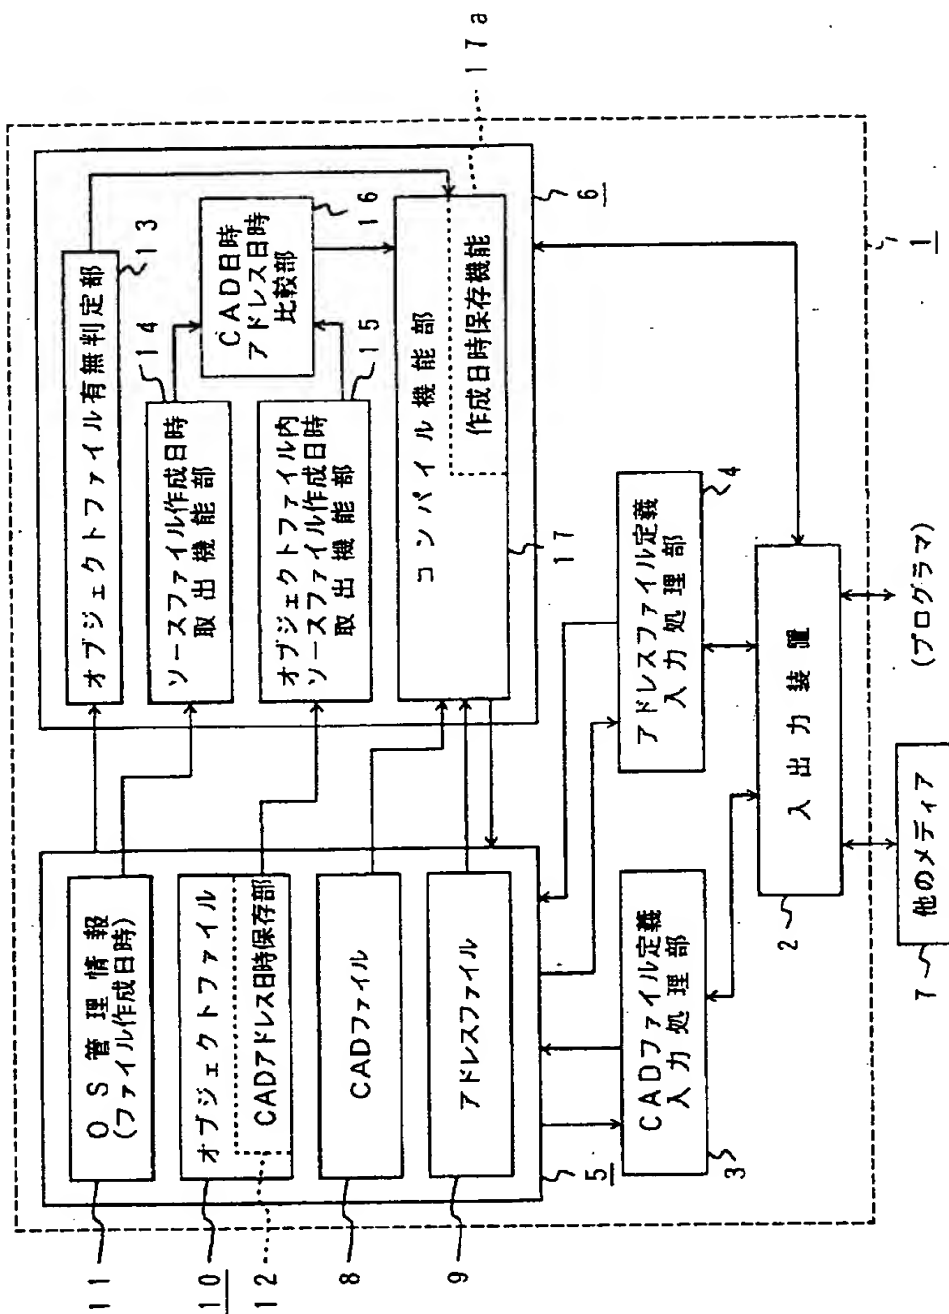 オブジェクトファイル有無判定部
13
ソースファイル作成日時
取出機能部
14
CAD日時
アドレス日時
比較部
16
オブジェクトファイル内
ソースファイル作成日時
取出機能部
15
コンパイル機能部
作成日時保存機能
17a
17
6
1
OS管理情報
(ファイル作成日時)
11
オブジェクトファイル
10
CADアドレス日時保存部
12
CADファイル
8
アドレスファイル
9
5
アドレスファイル定義
入力処理部
4
CADファイル定義
入力処理部
3
入出力装置
2
(プログラマ)
他のメディア
7